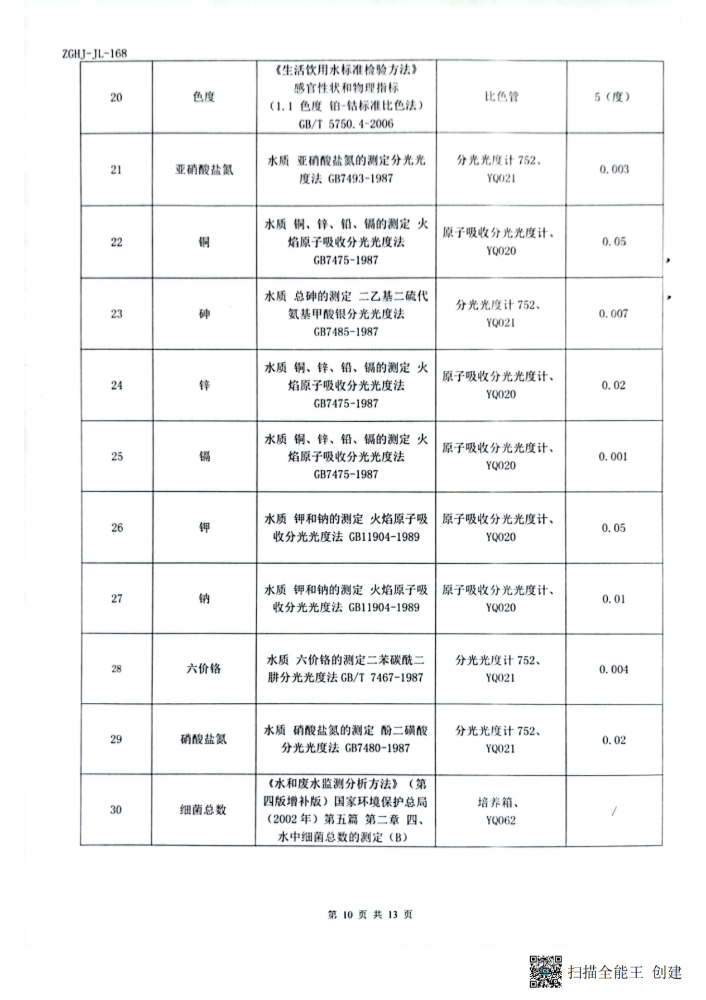 ZGHJ-JL-168
20
色度
《生活饮用水标准检验方法》
感官性状和物理指标
（1.1 色度 铂-钴标准比色法）
GB/T 5750.4-2006
比色管
5（度）
21
亚硝酸盐氮
水质 亚硝酸盐氮的测定分光光
度法 GB7493-1987
分光光度计 752、
YQ021
0.003
22
铜
水质 铜、锌、铅、镉的测定 火
焰原子吸收分光光度法
GB7475-1987
原子吸收分光光度计、
YQ020
0.05
23
砷
水质 总砷的测定 二乙基二硫代
氨基甲酸银分光光度法
GB7485-1987
分光光度计 752、
YQ021
0.007
24
锌
水质 铜、锌、铅、镉的测定 火
焰原子吸收分光光度法
GB7475-1987
原子吸收分光光度计、
YQ020
0.02
25
镉
水质 铜、锌、铅、镉的测定 火
焰原子吸收分光光度法
GB7475-1987
原子吸收分光光度计、
YQ020
0.001
26
钾
水质 钾和钠的测定 火焰原子吸
收分光光度法 GB11904-1989
原子吸收分光光度计、
YQ020
0.05
27
钠
水质 钾和钠的测定 火焰原子吸
收分光光度法 GB11904-1989
原子吸收分光光度计、
YQ020
0.01
28
六价铬
水质 六价铬的测定二苯碳酰二
肼分光光度法 GB/T 7467-1987
分光光度计 752、
YQ021
0.004
29
硝酸盐氮
水质 硝酸盐氮的测定 酚二磺酸
分光光度法 GB7480-1987
分光光度计 752、
YQ021
0.02
30
细菌总数
《水和废水监测分析方法》（第
四版增补版）国家环境保护总局
（2002 年）第五篇 第二章 四、
水中细菌总数的测定（B）
培养箱、
YQ062
/
第 10 页 共 13 页
CS
扫描全能王 创建